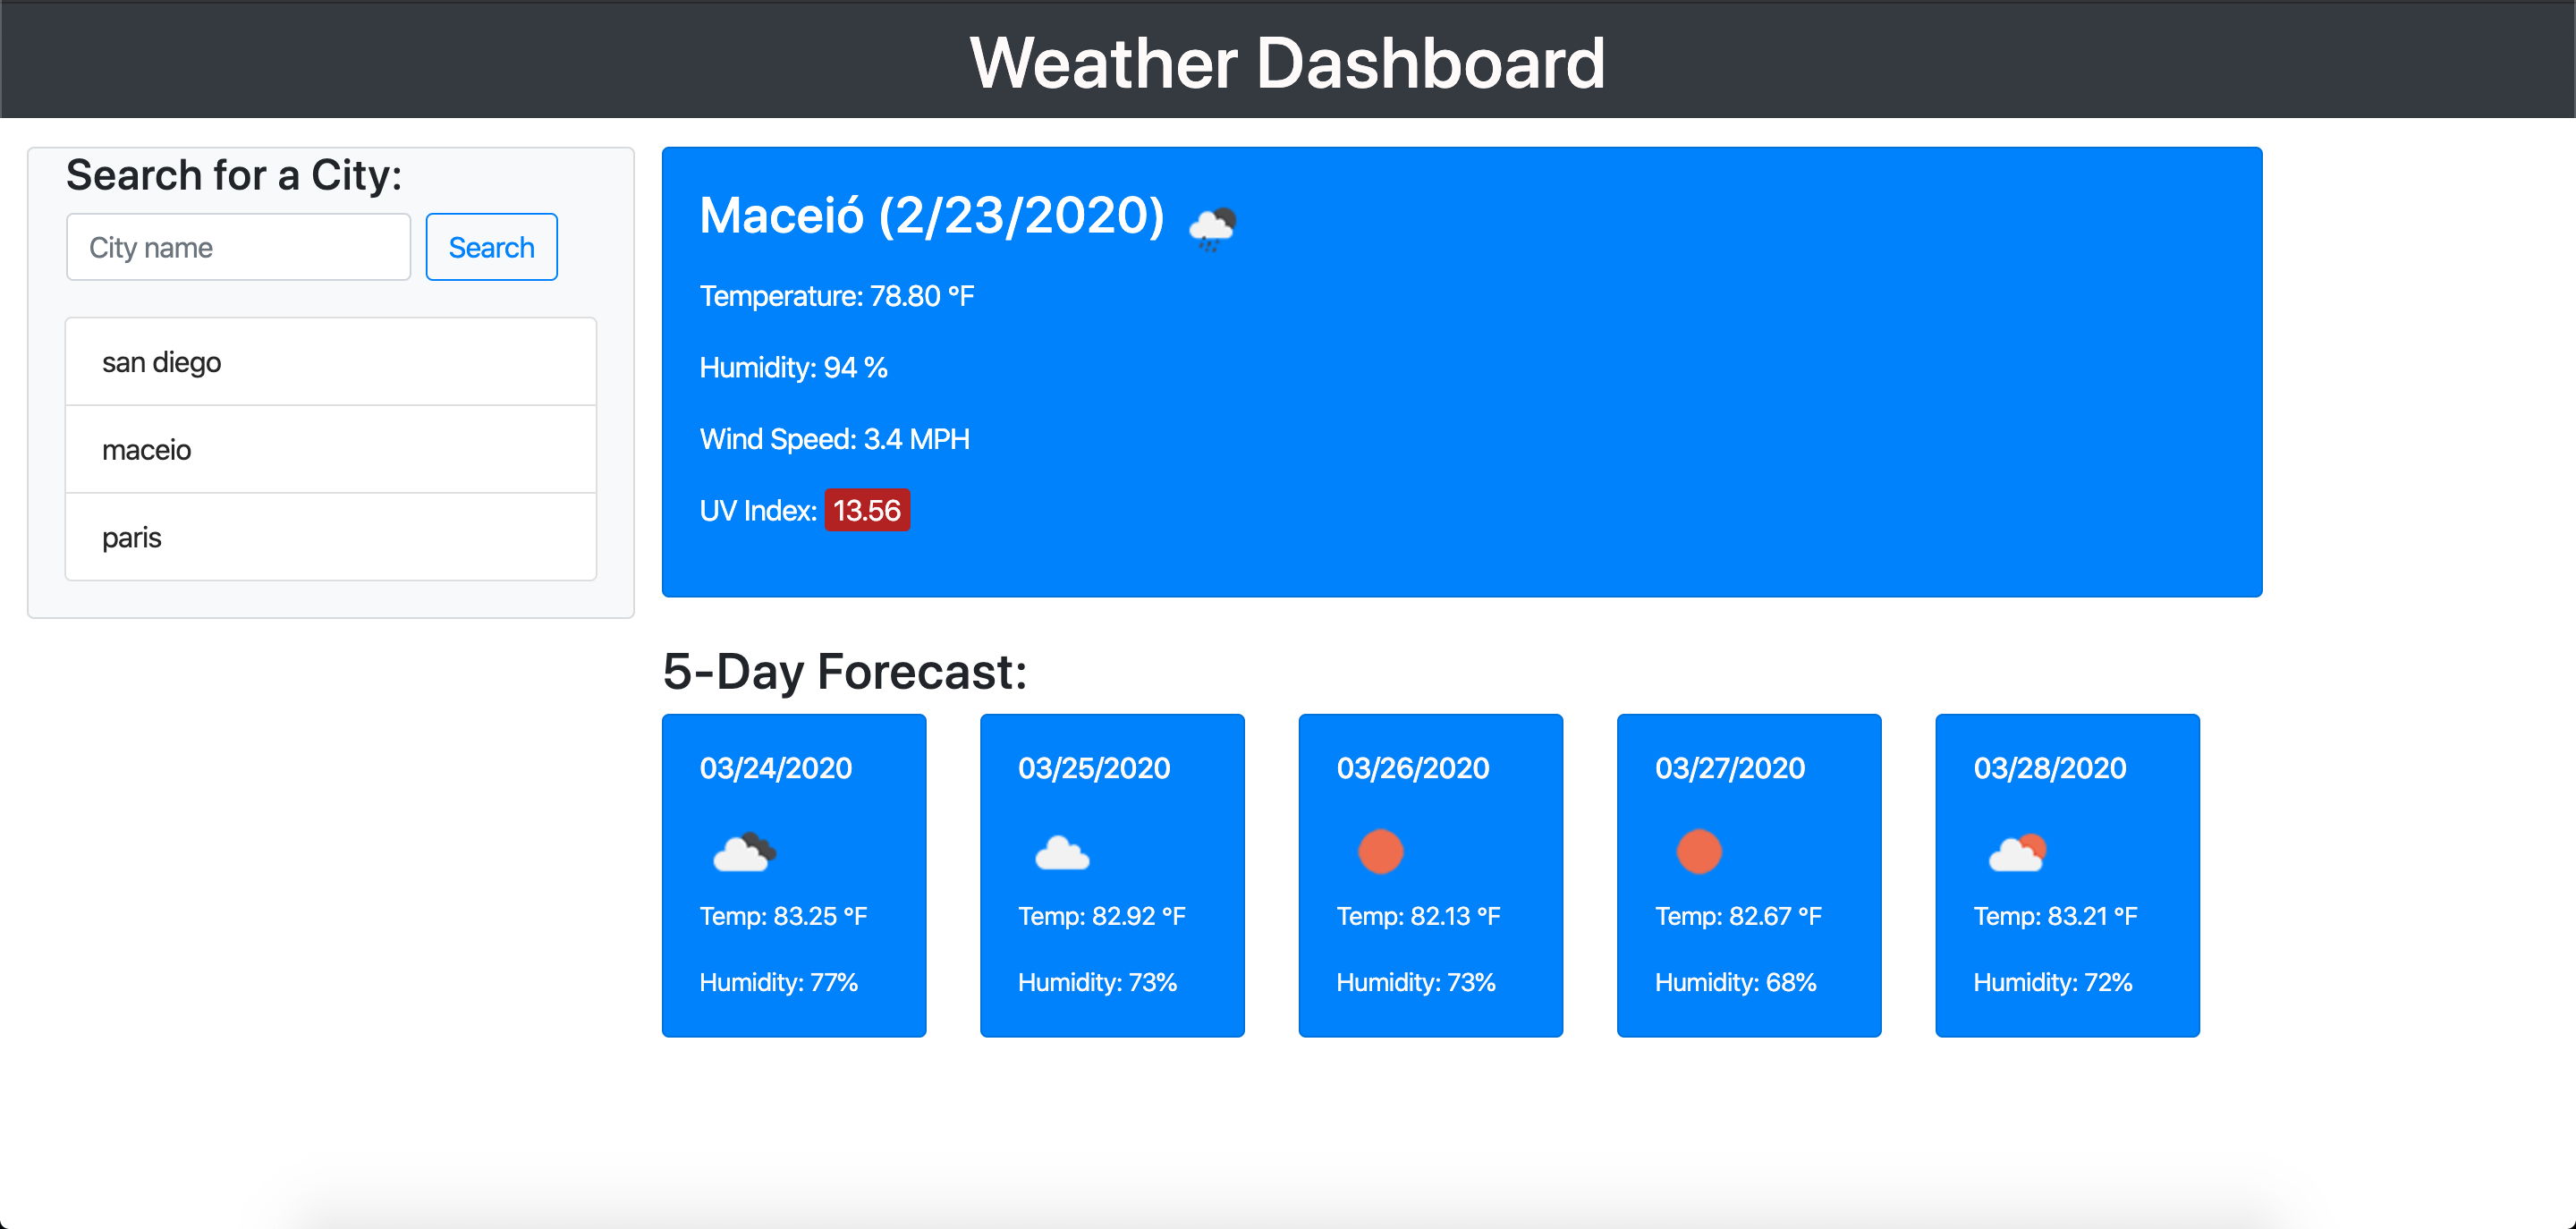 Weather Dashboard
Search for a City:
City name
Search
san diego
maceio
paris
Maceió (2/23/2020)
Temperature: 78.80 °F
Humidity: 94 %
Wind Speed: 3.4 MPH
UV Index: 13.56
5-Day Forecast:
03/24/2020
Temp: 83.25 °F
Humidity: 77%
03/25/2020
Temp: 82.92 °F
Humidity: 73%
03/26/2020
Temp: 82.13 °F
Humidity: 73%
03/27/2020
Temp: 82.67 °F
Humidity: 68%
03/28/2020
Temp: 83.21 °F
Humidity: 72%